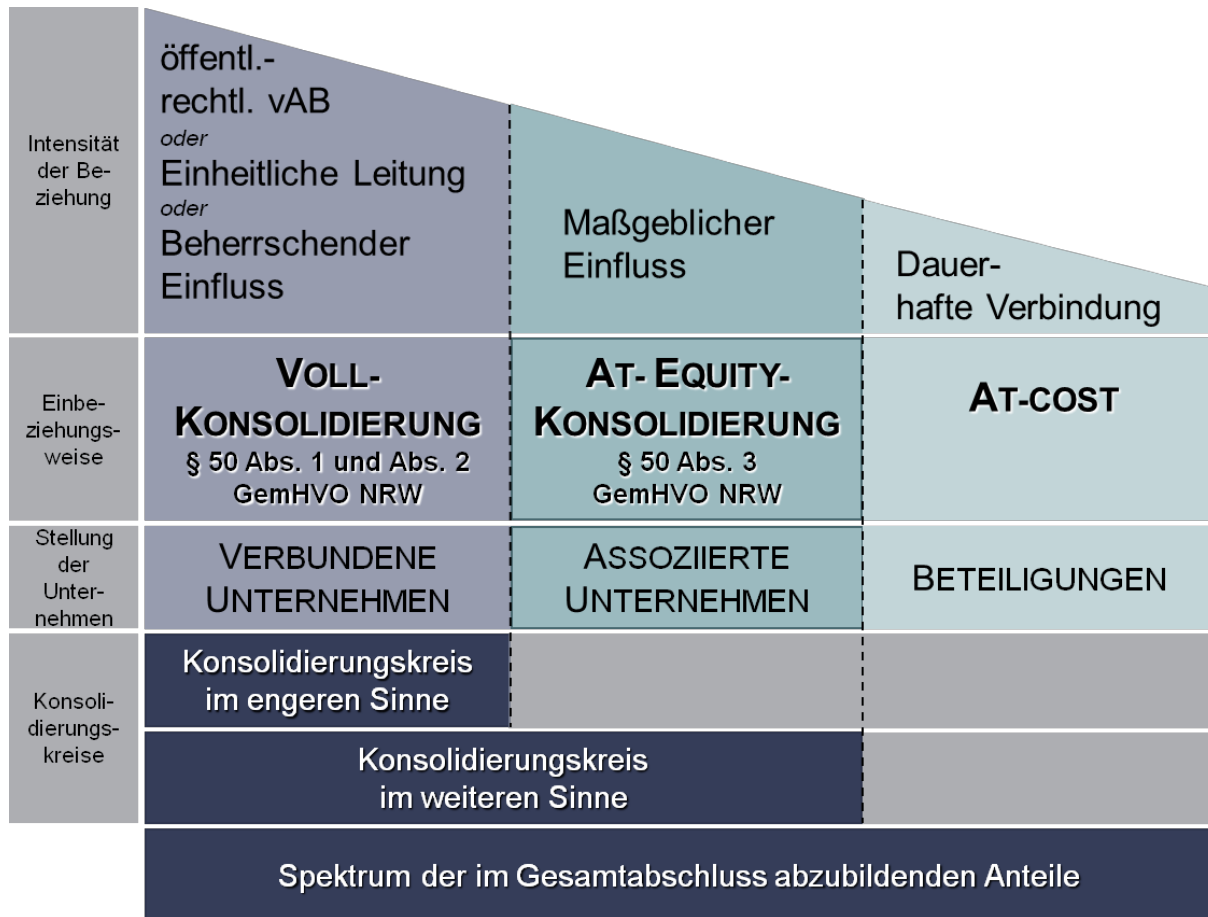 Intensität
der Be-
ziehung
öffentl.-
rechtl. vAB
oder
Einheitliche Leitung
oder
Beherrschender
Einfluss
Maßgeblicher
Einfluss
Dauer-
hafte Verbindung
Einbe-
ziehungs-
weise
VOLL-
KONSOLIDIERUNG
§ 50 Abs. 1 und Abs. 2
GemHVO NRW
AT- EQUITY-
KONSOLIDIERUNG
§ 50 Abs. 3
GemHVO NRW
AT-COST
Stellung
der
Unter-
nehmen
VERBUNDENE
UNTERNEHMEN
ASSOZIIERTE
UNTERNEHMEN
BETEILIGUNGEN
Konsoli-
dierungs-
kreise
Konsolidierungskreis
im engeren Sinne
Konsolidierungskreis
im weiteren Sinne
Spektrum der im Gesamtabschluss abzubildenden Anteile